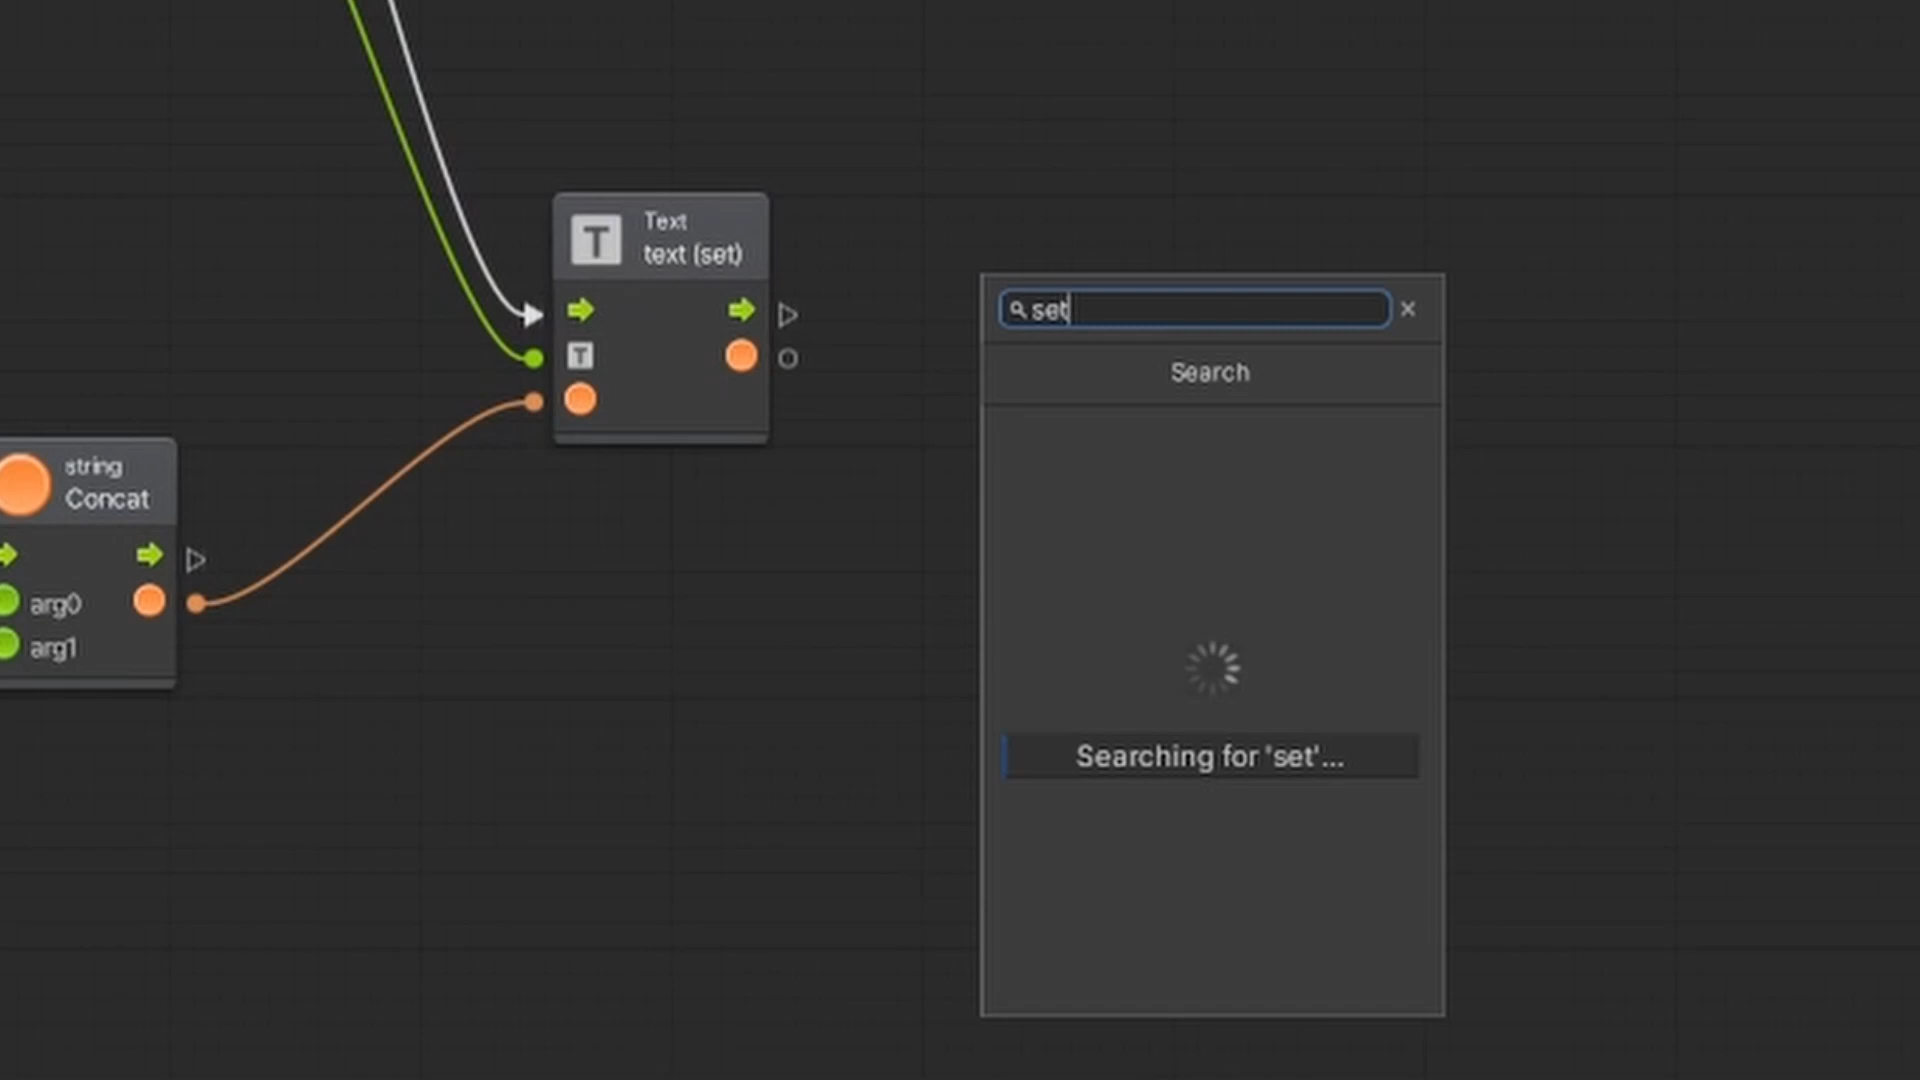 Text
text (set)
set
Search
string
Concat
arg0
arg1
Searching for 'set'...